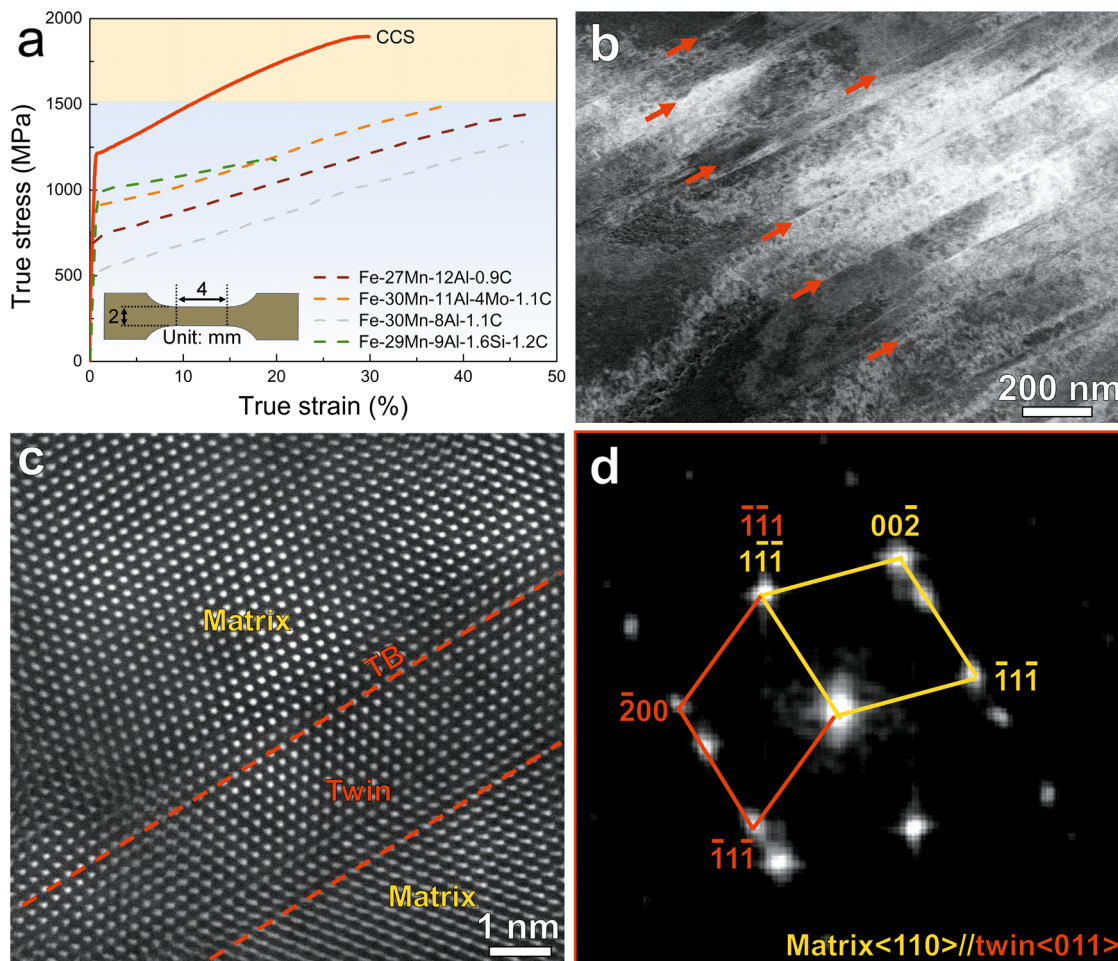 a
2000
1500
1000
500
0
True stress (MPa)
CCS
Fe-27Mn-12Al-0.9C
Fe-30Mn-11Al-4Mo-1.1C
Fe-30Mn-8Al-1.1C
Fe-29Mn-9Al-1.6Si-1.2C
4
2
Unit: mm
0 10 20 30 40 50
True strain (%)
b
200 nm
c
Matrix
TB
Twin
Matrix
1 nm
d
1̅1̅1
11̅1̅
002̅
1̅11̅
2̅00
1̅11̅
Matrix<110>//twin<011>